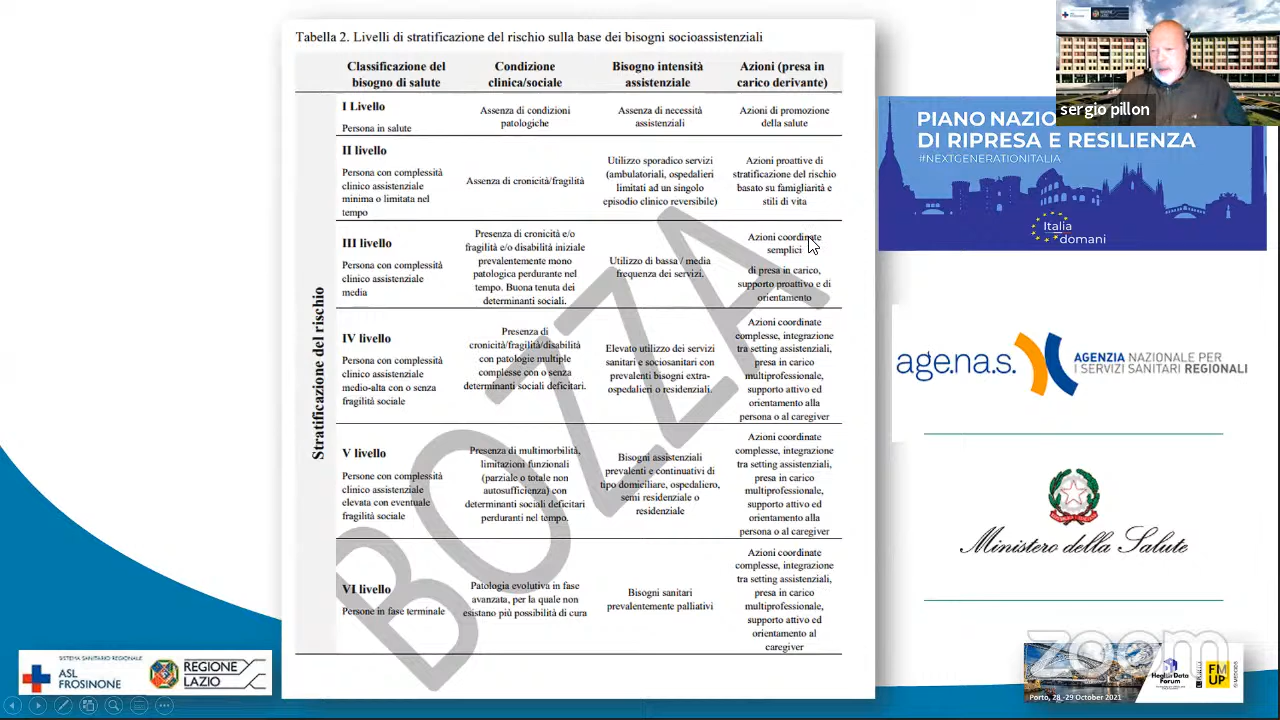 Tabella 2. Livelli di stratificazione del rischio sulla base dei bisogni socioassistenziali
Classificazione del
bisogno di salute
Condizione
clinica/sociale
Bisogno intensità
assistenziale
Azioni (presa in
carico derivante)
Stratificazione del rischio
I Livello
Persona in salute
Assenza di condizioni
patologiche
Assenza di necessità
assistenziali
Azioni di promozione
della salute
II livello
Persona con complessità
clinico assistenziale
minima o limitata nel
tempo
Assenza di cronicità/fragilità
Utilizzo sporadico servizi
(ambulatoriali, ospedalieri
limitati ad un singolo
episodio clinico reversibile)
Azioni proattive di
stratificazione del rischio
basato su famigliarità e
stili di vita
III livello
Persona con complessità
clinico assistenziale
media
Presenza di cronicità e/o
fragilità e/o disabilità iniziale
prevalentemente mono
patologica perdurante nel
tempo. Buona tenuta dei
determinanti sociali.
Utilizzo di bassa / media
frequenza dei servizi.
Azioni coordinate
semplici
di presa in carico,
supporto proattivo e di
orientamento
IV livello
Persona con complessità
clinico assistenziale
medio-alta con o senza
fragilità sociale
Presenza di
cronicità/fragilità/disabilità
con patologie multiple
complesse con o senza
determinanti sociali deficitari.
Elevato utilizzo dei servizi
sanitari e sociosanitari con
prevalenti bisogni extra-
ospedalieri o residenziali.
Azioni coordinate
complesse, integrazione
tra setting assistenziali,
presa in carico
multiprofessionale,
supporto attivo ed
orientamento alla
persona o al caregiver
V livello
Persone con complessità
clinico assistenziale
elevata con eventuale
fragilità sociale
Presenza di multimorbilità,
limitazioni funzionali
(parziale o totale non
autosufficienza) con
determinanti sociali deficitari
perduranti nel tempo.
Bisogni assistenziali
prevalenti e continuativi di
tipo domiciliare, ospedaliero,
semi residenziale o
residenziale
Azioni coordinate
complesse, integrazione
tra setting assistenziali,
presa in carico
multiprofessionale,
supporto attivo ed
orientamento alla
persona o al caregiver
VI livello
Persone in fase terminale
Patologia evolutiva in fase
avanzata, per la quale non
esistano più possibilità di cura
Bisogni sanitari
prevalentemente palliativi
Azioni coordinate
complesse, integrazione
tra setting assistenziali,
presa in carico
multiprofessionale,
supporto attivo ed
orientamento al
caregiver
BOZZA
sergio pillon
PIANO NAZIO
DI RIPRESA E RESILIENZA
#NEXTGENERATIONITALIA
Italia
domani
age.na.s.
AGENZIA NAZIONALE PER
I SERVIZI SANITARI REGIONALI
Ministero della Salute
SISTEMA SANITARIO REGIONALE
ASL
FROSINONE
REGIONE
LAZIO
zoom
Porto, 28 -29 October 2021
Health Data
Forum
FM
UP